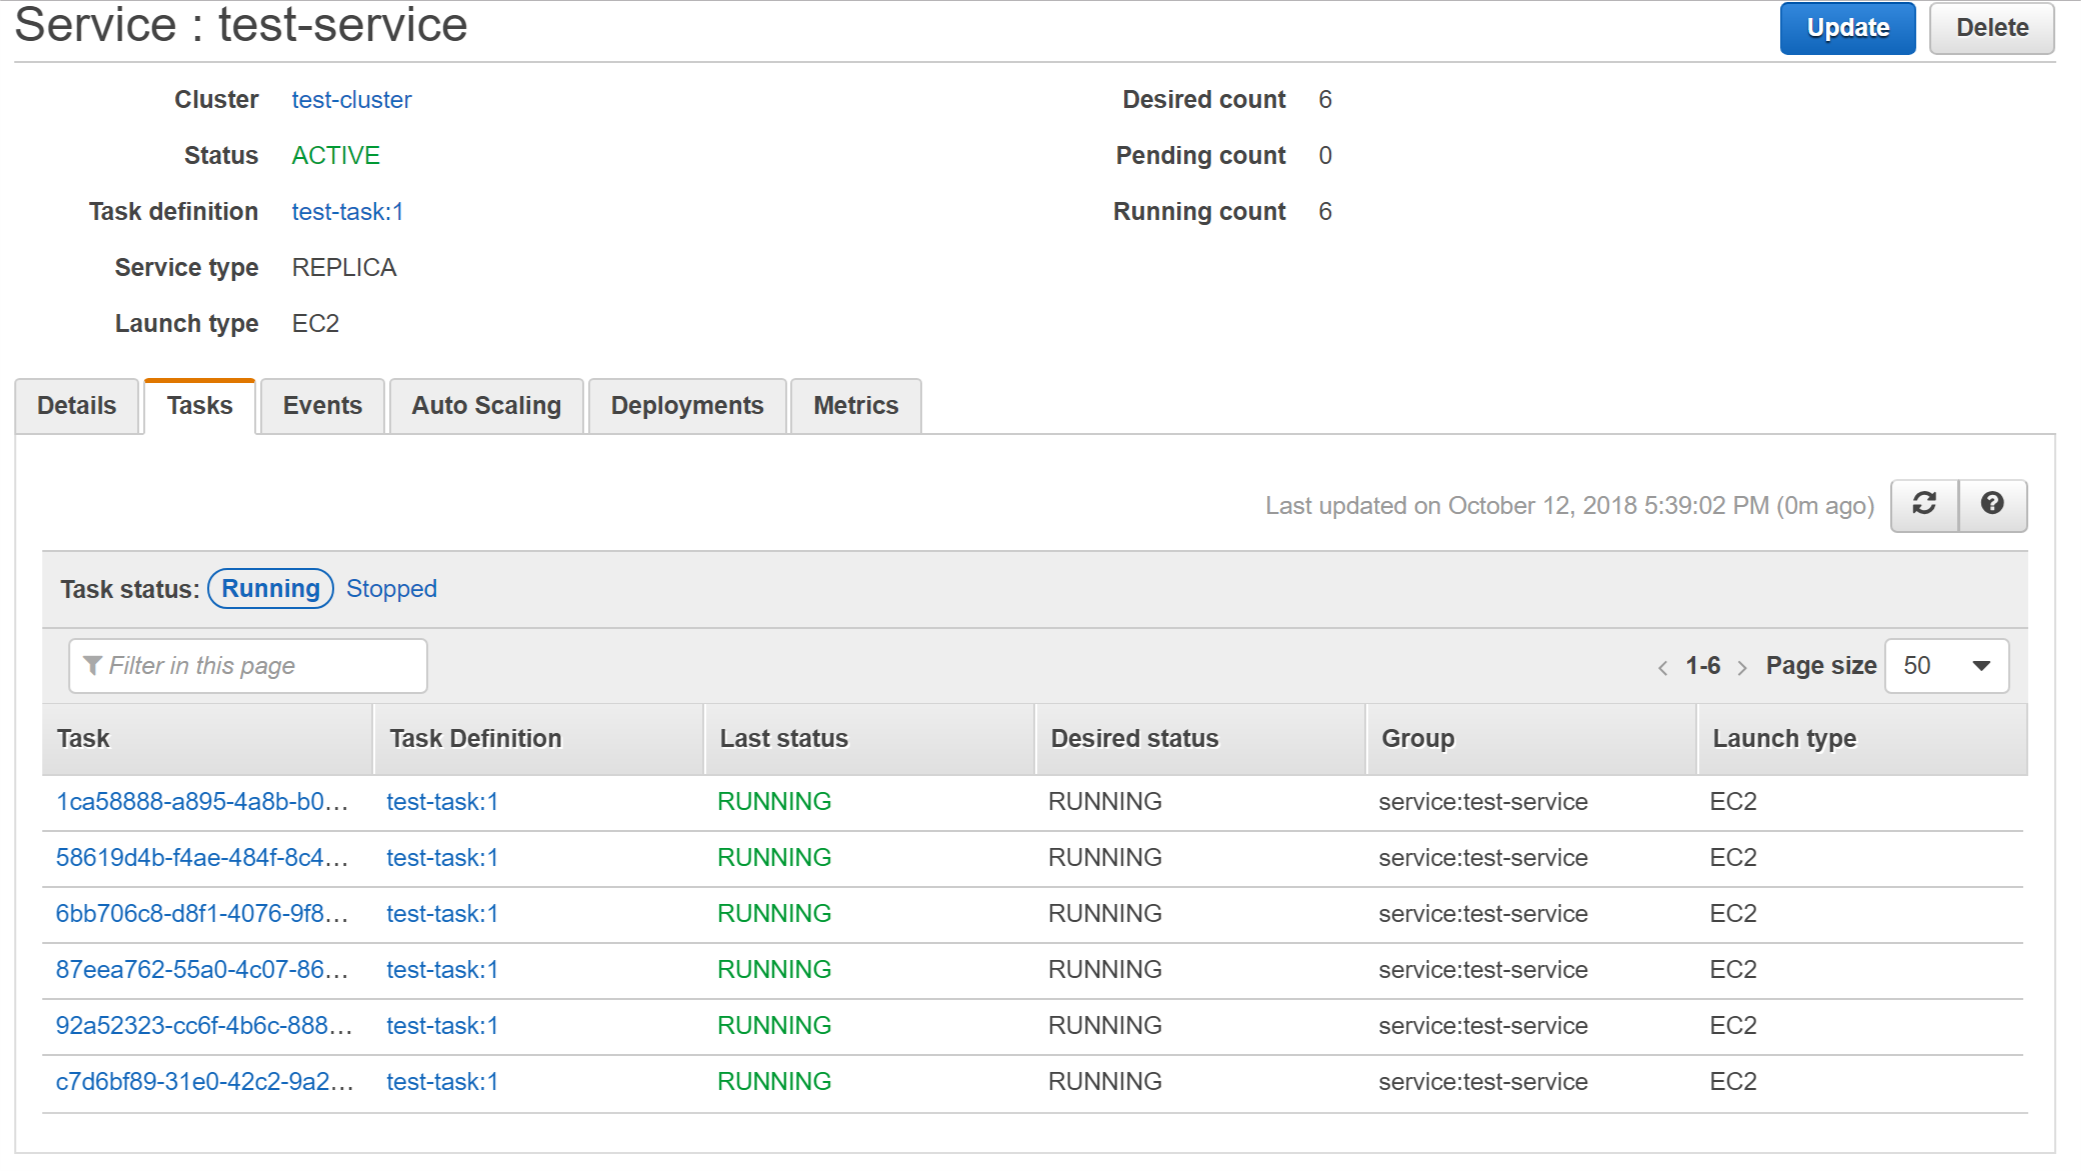 Service : test-service
Update Delete
Cluster test-cluster Desired count 6
Status ACTIVE Pending count 0
Task definition test-task:1 Running count 6
Service type REPLICA
Launch type EC2
Details Tasks Events Auto Scaling Deployments Metrics
Last updated on October 12, 2018 5:39:02 PM (0m ago)
Task status: Running Stopped
Filter in this page < 1-6 > Page size 50
Task Task Definition Last status Desired status Group Launch type
1ca58888-a895-4a8b-b0... test-task:1 RUNNING RUNNING service:test-service EC2
58619d4b-f4ae-484f-8c4... test-task:1 RUNNING RUNNING service:test-service EC2
6bb706c8-d8f1-4076-9f8... test-task:1 RUNNING RUNNING service:test-service EC2
87eea762-55a0-4c07-86... test-task:1 RUNNING RUNNING service:test-service EC2
92a52323-cc6f-4b6c-888... test-task:1 RUNNING RUNNING service:test-service EC2
c7d6bf89-31e0-42c2-9a2... test-task:1 RUNNING RUNNING service:test-service EC2